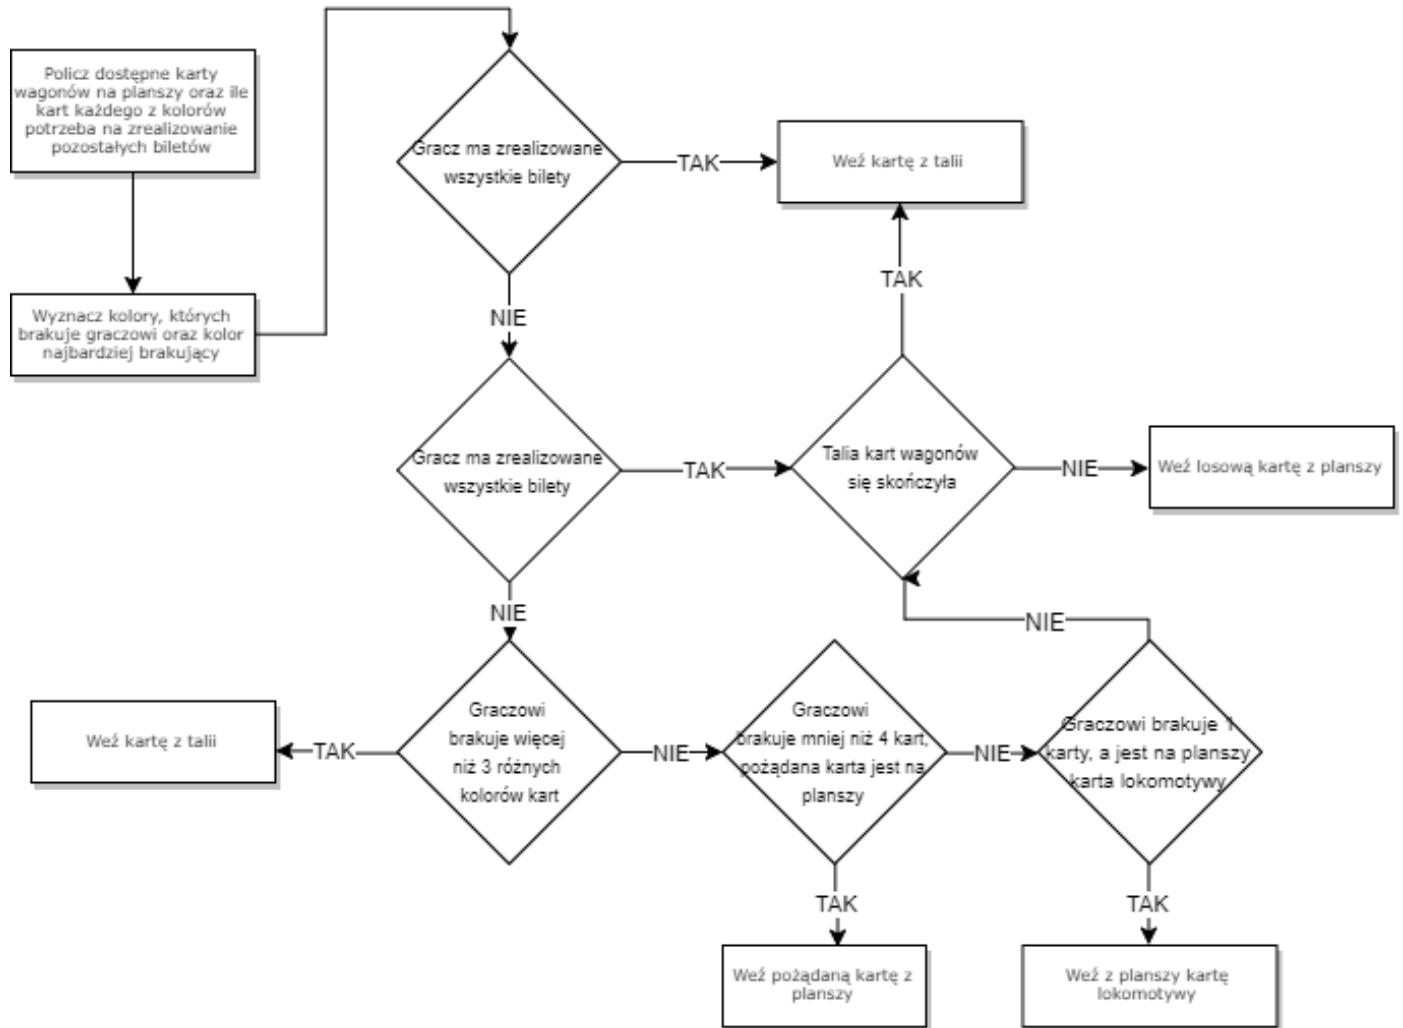 Policz dostępne karty
wagonów na planszy oraz ile
kart każdego z kolorów
potrzeba na zrealizowanie
pozostałych biletów
Wyznacz kolory, których
brakuje graczowi oraz kolor
najbardziej brakujący
Gracz ma zrealizowane
wszystkie bilety
TAK
Weź kartę z talii
NIE
TAK
Gracz ma zrealizowane
wszystkie bilety
TAK
Talia kart wagonów
się skończyła
NIE
Weź losową kartę z planszy
NIE
NIE
Weź kartę z talii
TAK
Graczowi
brakuje więcej
niż 3 różnych
kolorów kart
NIE
Graczowi
brakuje mniej niż 4 kart,
pożądana karta jest na
planszy
NIE
Graczowi brakuje 1
karty, a jest na planszy
karta lokomotywy
TAK
TAK
Weź pożądaną kartę z
planszy
Weź z planszy kartę
lokomotywy